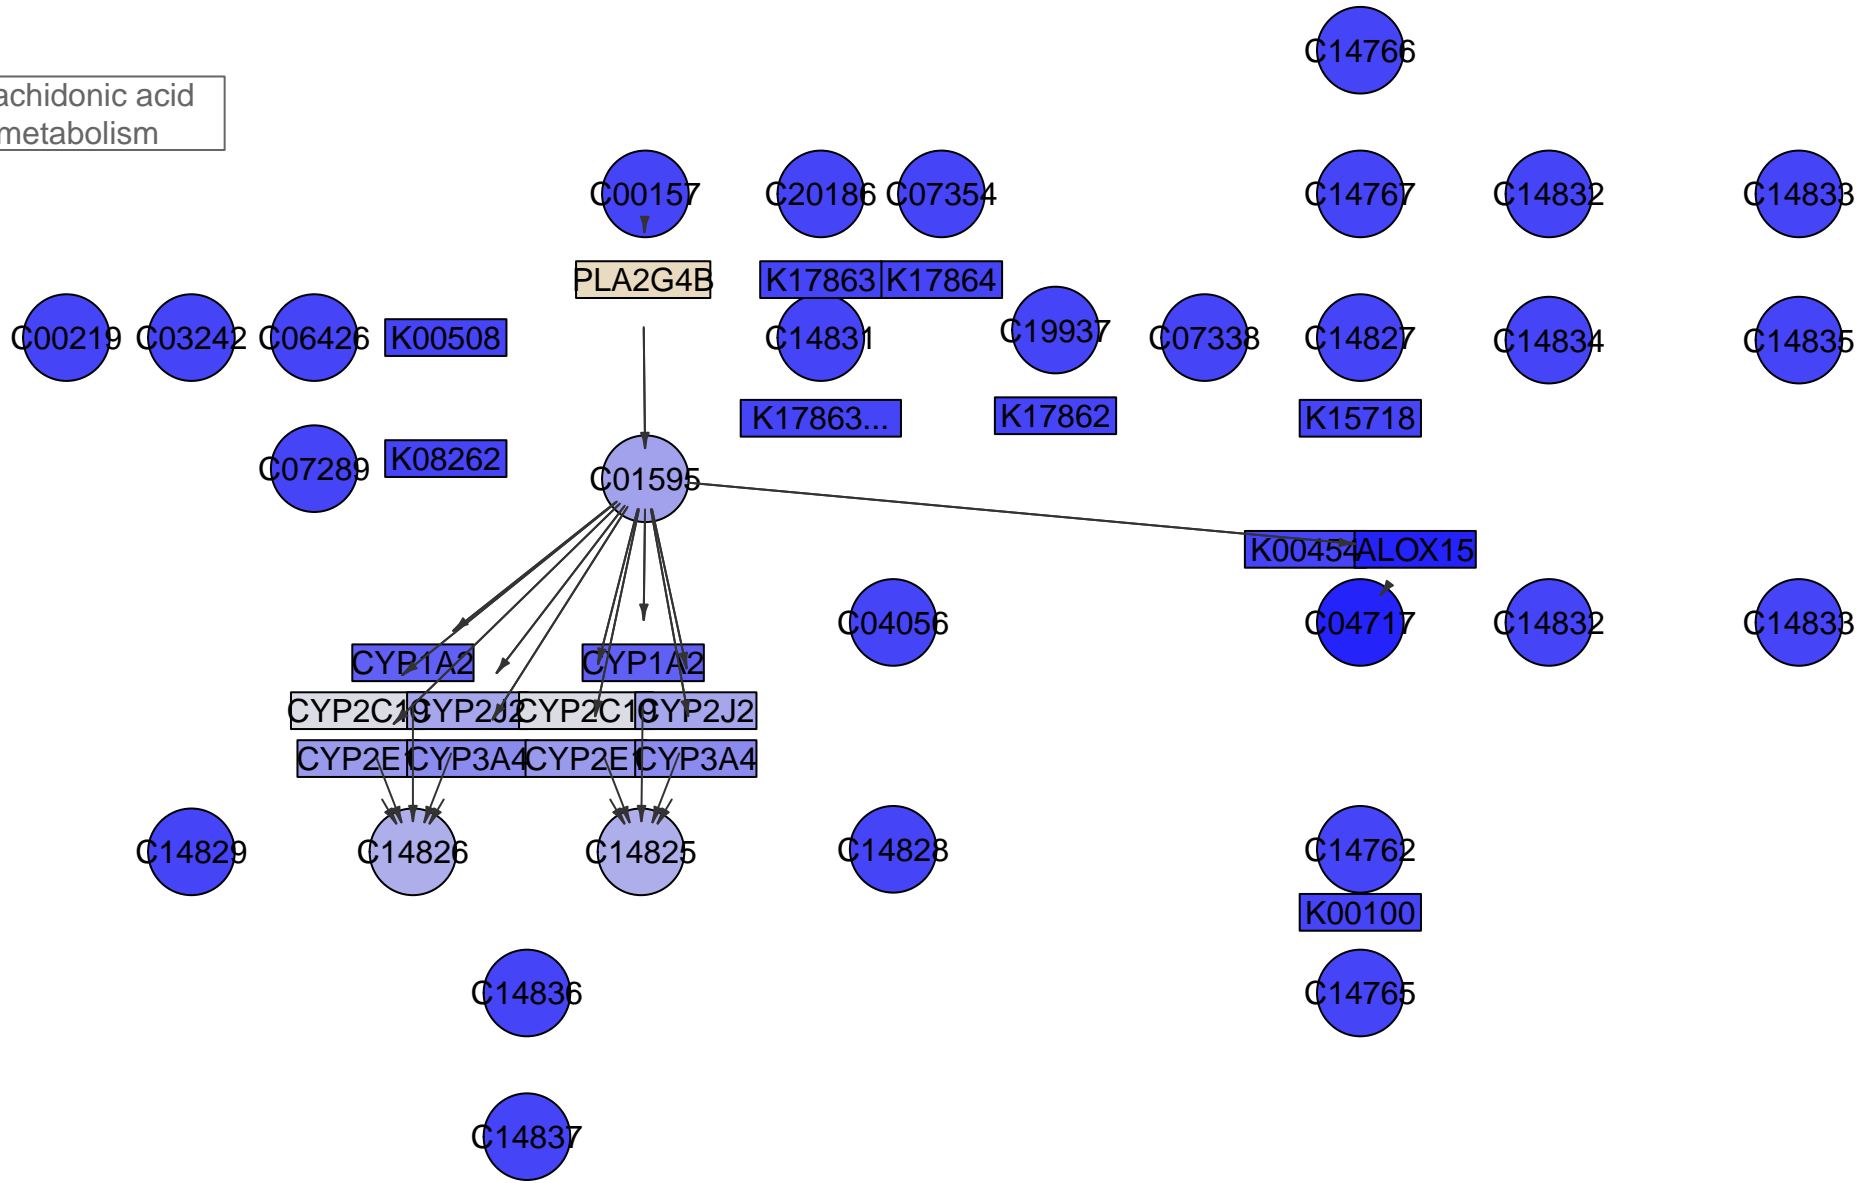 C14766
achidonic acid
metabolism
C00157
C20186
C07354
C14767
C14832
C14833
PLA2G4B
K17863
K17864
C00219
C03242
C06426
K00508
C14831
C19937
C07338
C14827
C14834
C14835
K17863...
K17862
K15718
C07289
K08262
C01595
K00454
ALOX15
C04056
C04717
C14832
C14833
CYP1A2
CYP1A2
CYP2C19
CYP2J2
CYP2C19
CYP2J2
CYP2E1
CYP3A4
CYP2E1
CYP3A4
C14829
C14826
C14825
C14828
C14762
K00100
C14836
C14765
C14837